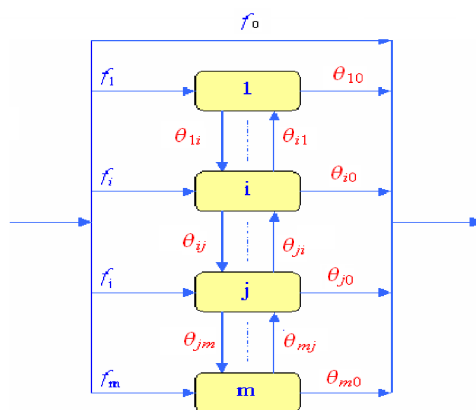 f₀
f₁ 1 θ₁₀
θ₁ᵢ θᵢ₁
fᵢ i θᵢ₀
θᵢⱼ θⱼᵢ
fᵢ j θⱼ₀
θⱼₘ θₘⱼ
fₘ m θₘ₀